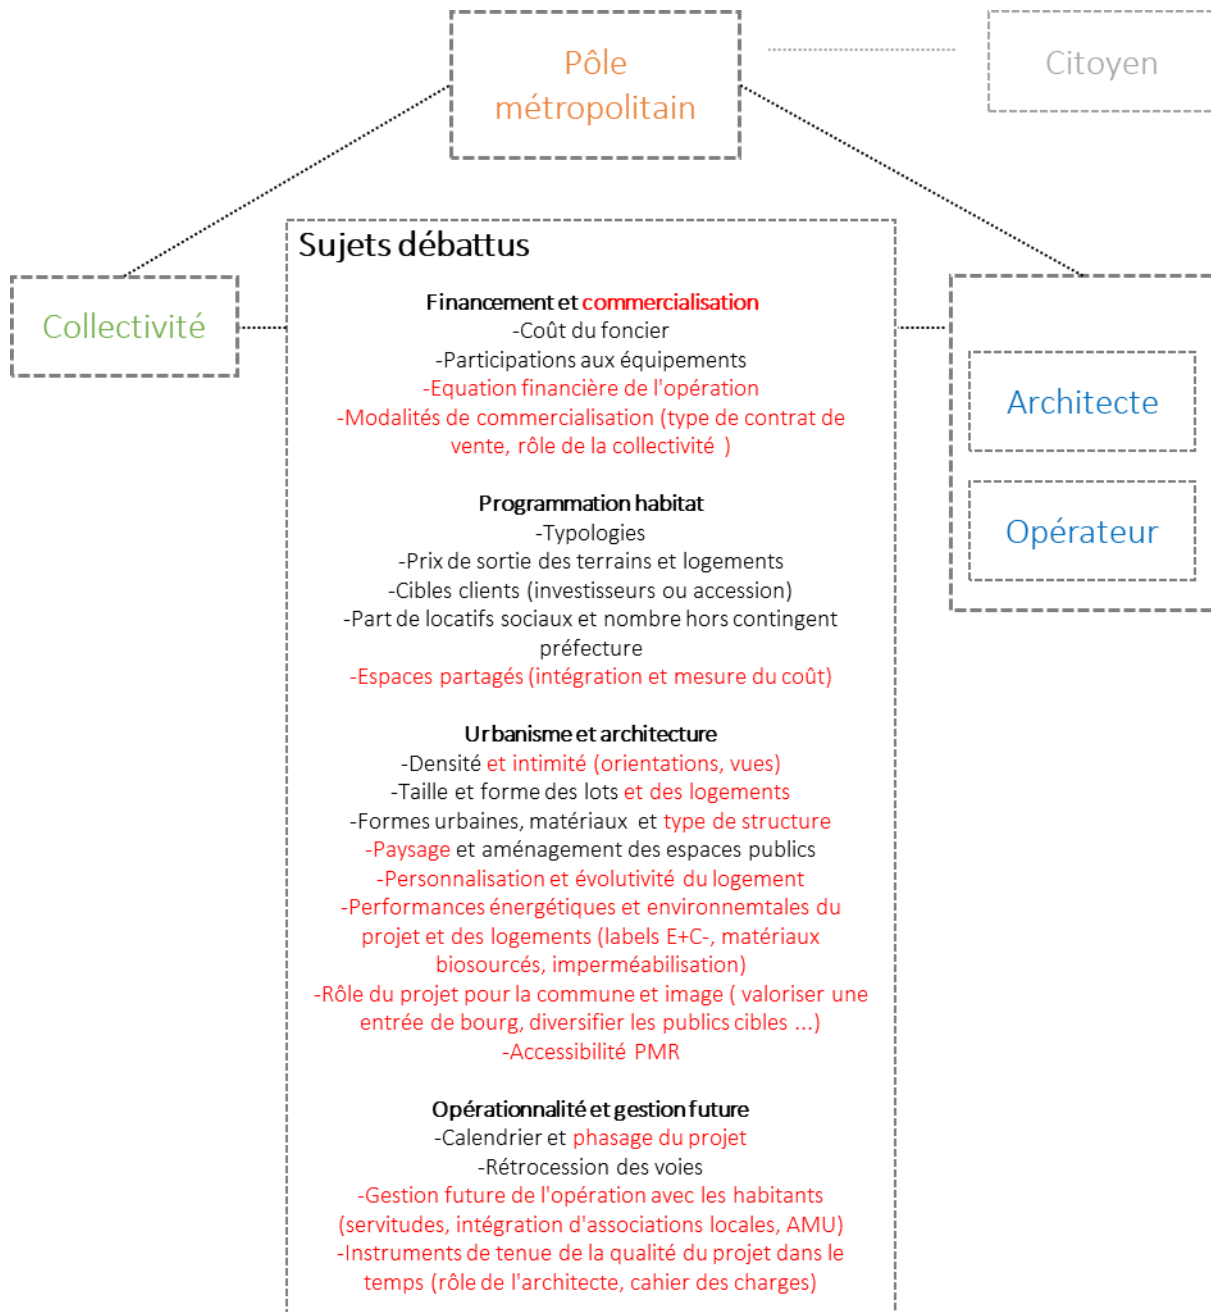 Pôle
métropolitain
Citoyen
Collectivité
Sujets débattus
Financement et commercialisation
-Coût du foncier
-Participations aux équipements
-Equation financière de l'opération
-Modalités de commercialisation (type de contrat de
vente, rôle de la collectivité )
Programmation habitat
-Typologies
-Prix de sortie des terrains et logements
-Cibles clients (investisseurs ou accession)
-Part de locatifs sociaux et nombre hors contingent
préfecture
-Espaces partagés (intégration et mesure du coût)
Urbanisme et architecture
-Densité et intimité (orientations, vues)
-Taille et forme des lots et des logements
-Formes urbaines, matériaux et type de structure
-Paysage et aménagement des espaces publics
-Personnalisation et évolutivité du logement
-Performances énergétiques et environnemtales du
projet et des logements (labels E+C-, matériaux
biosourcés, imperméabilisation)
-Rôle du projet pour la commune et image ( valoriser une
entrée de bourg, diversifier les publics cibles ...)
-Accessibilité PMR
Opérationnalité et gestion future
-Calendrier et phasage du projet
-Rétrocession des voies
-Gestion future de l'opération avec les habitants
(servitudes, intégration d'associations locales, AMU)
-Instruments de tenue de la qualité du projet dans le
temps (rôle de l'architecte, cahier des charges)
Architecte
Opérateur